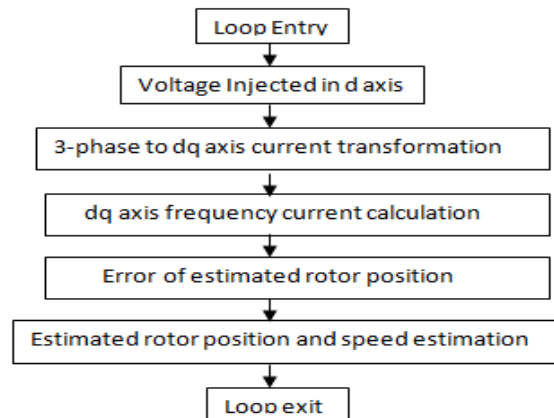 Loop Entry
Voltage Injected in d axis
3-phase to dq axis current transformation
dq axis frequency current calculation
Error of estimated rotor position
Estimated rotor position and speed estimation
Loop exit